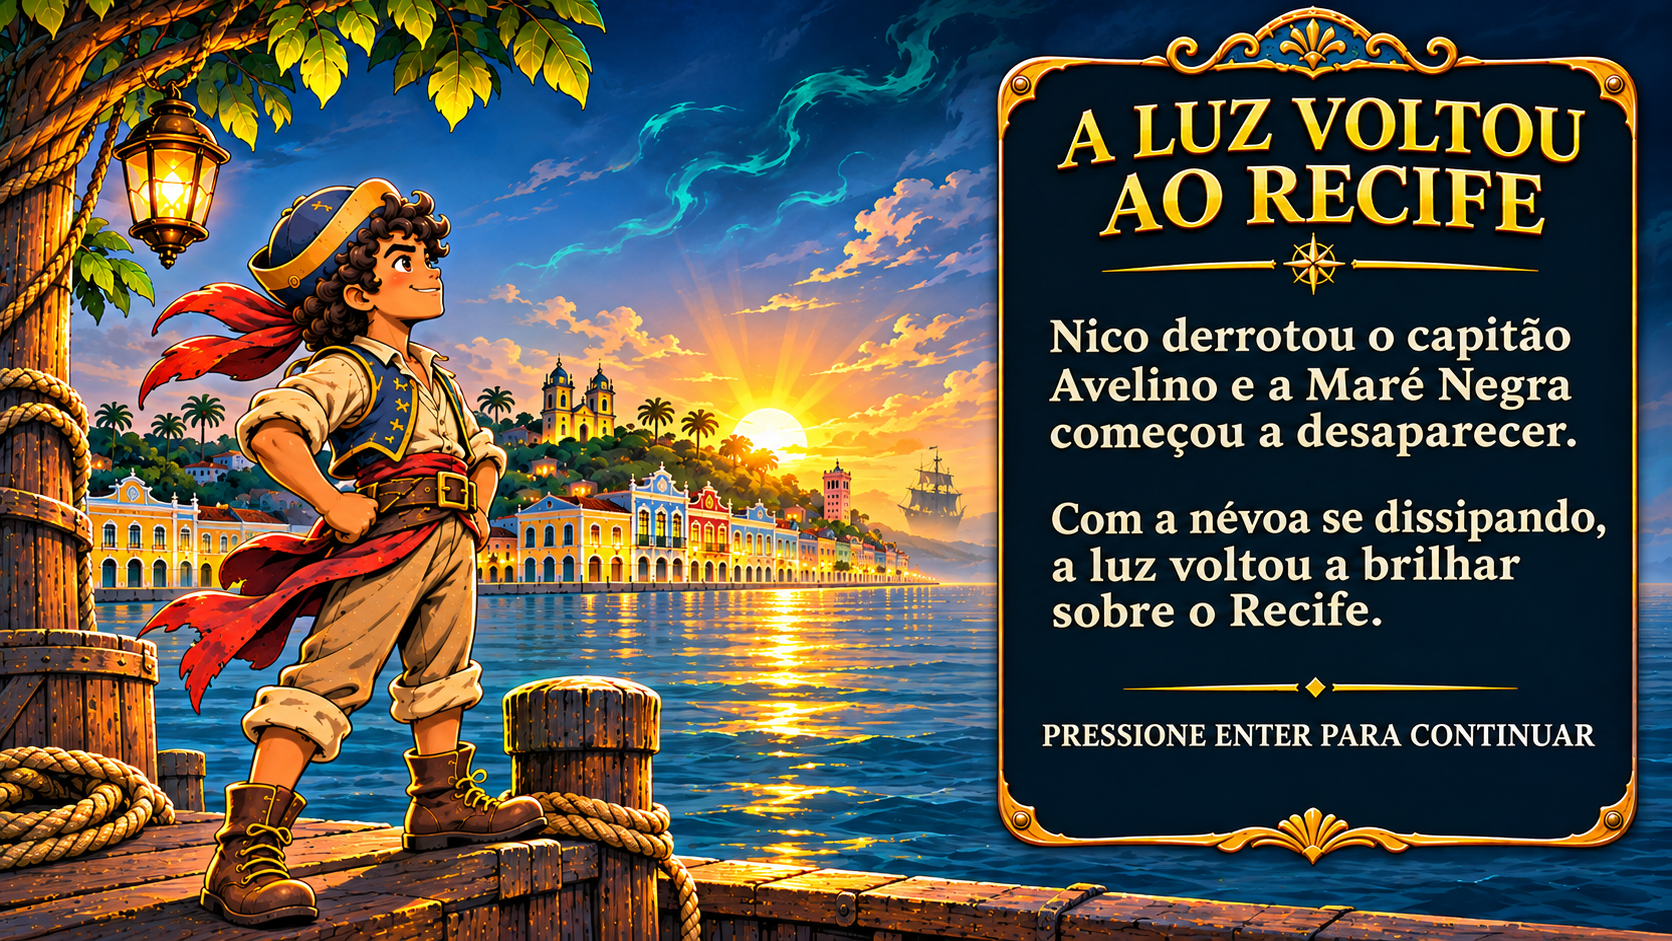 A LUZ VOLTOU
AO RECIFE
Nico derrotou o capitão
Avelino e a Maré Negra
começou a desaparecer.
Com a névoa se dissipando,
a luz voltou a brilhar
sobre o Recife.
PRESSIONE ENTER PARA CONTINUAR